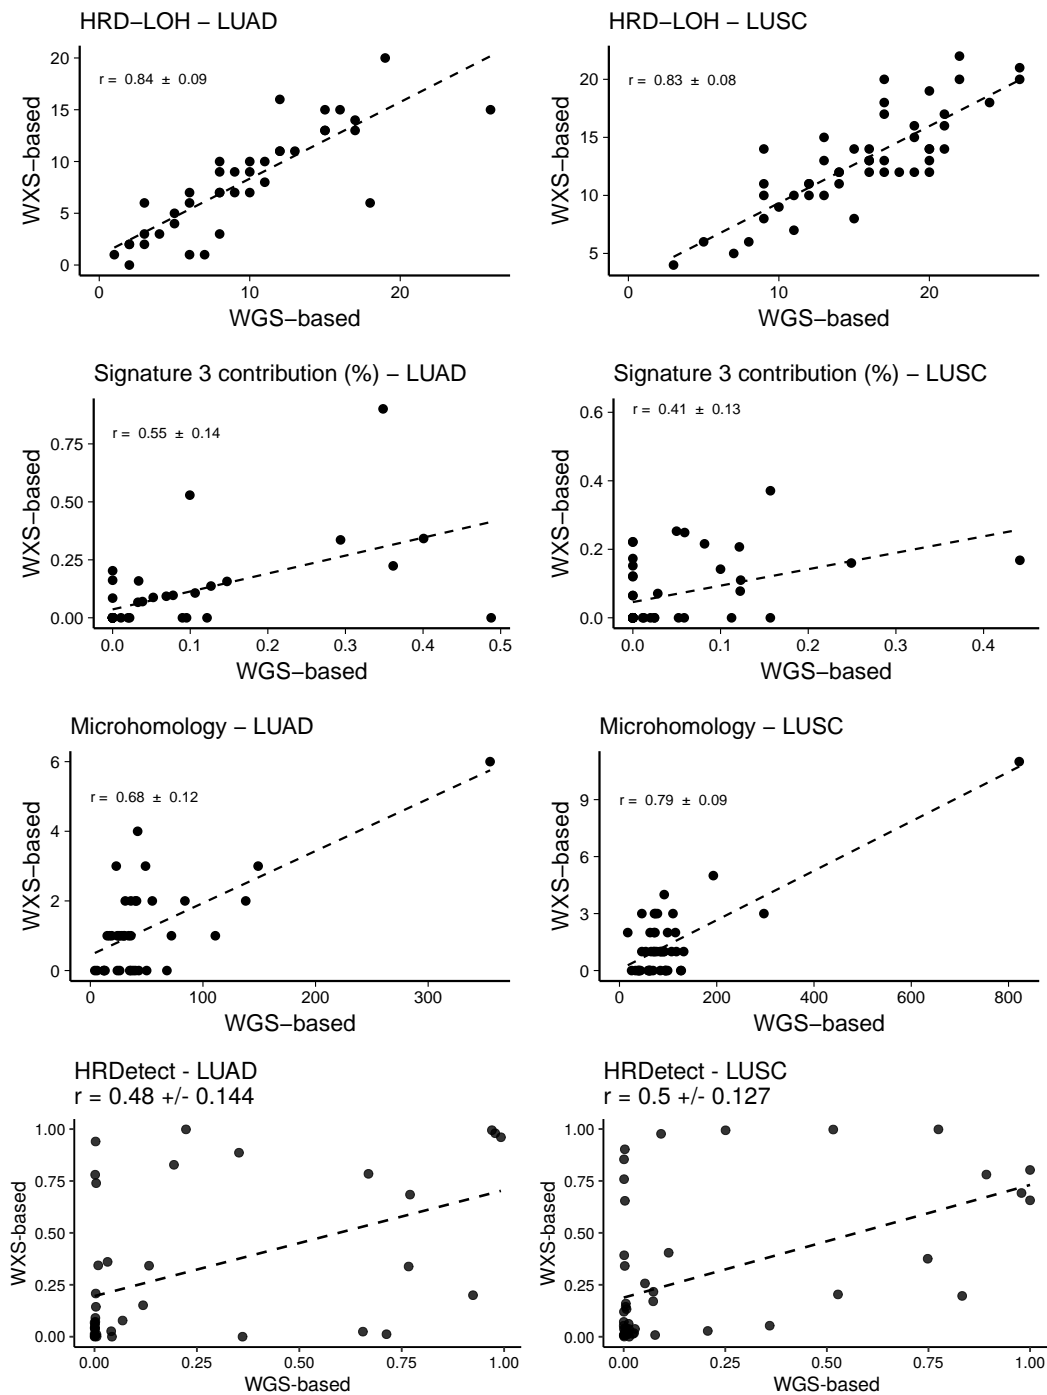 HRD−LOH − LUAD
r = 0.84 ± 0.09
WXS−based
20
15
10
5
0
0 10 20
WGS−based
HRD−LOH − LUSC
r = 0.83 ± 0.08
WXS−based
20
15
10
5
0 10 20
WGS−based
Signature 3 contribution (%) − LUAD
r = 0.55 ± 0.14
WXS−based
0.75
0.50
0.25
0.00
0.0 0.1 0.2 0.3 0.4 0.5
WGS−based
Signature 3 contribution (%) − LUSC
r = 0.41 ± 0.13
WXS−based
0.6
0.4
0.2
0.0
0.0 0.2 0.4
WGS−based
Microhomology − LUAD
r = 0.68 ± 0.12
WXS−based
6
4
2
0
0 100 200 300
WGS−based
Microhomology − LUSC
r = 0.79 ± 0.09
WXS−based
9
6
3
0
0 200 400 600 800
WGS−based
HRDetect - LUAD
r = 0.48 +/- 0.144
WXS-based
1.00
0.75
0.50
0.25
0.00
0.00 0.25 0.50 0.75 1.00
WGS-based
HRDetect - LUSC
r = 0.5 +/- 0.127
WXS-based
1.00
0.75
0.50
0.25
0.00
0.00 0.25 0.50 0.75 1.00
WGS-based